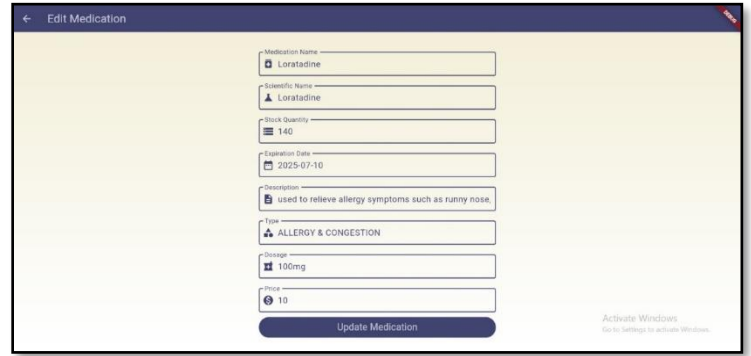 Edit Medication
DEBUG
Medication Name
Loratadine
Scientific Name
Loratadine
Stock Quantity
140
Expiration Date
2025-07-10
Description
used to relieve allergy symptoms such as runny nose,
Type
ALLERGY & CONGESTION
Dosage
100mg
Price
10
Update Medication
Activate Windows
Go to Settings to activate Windows.